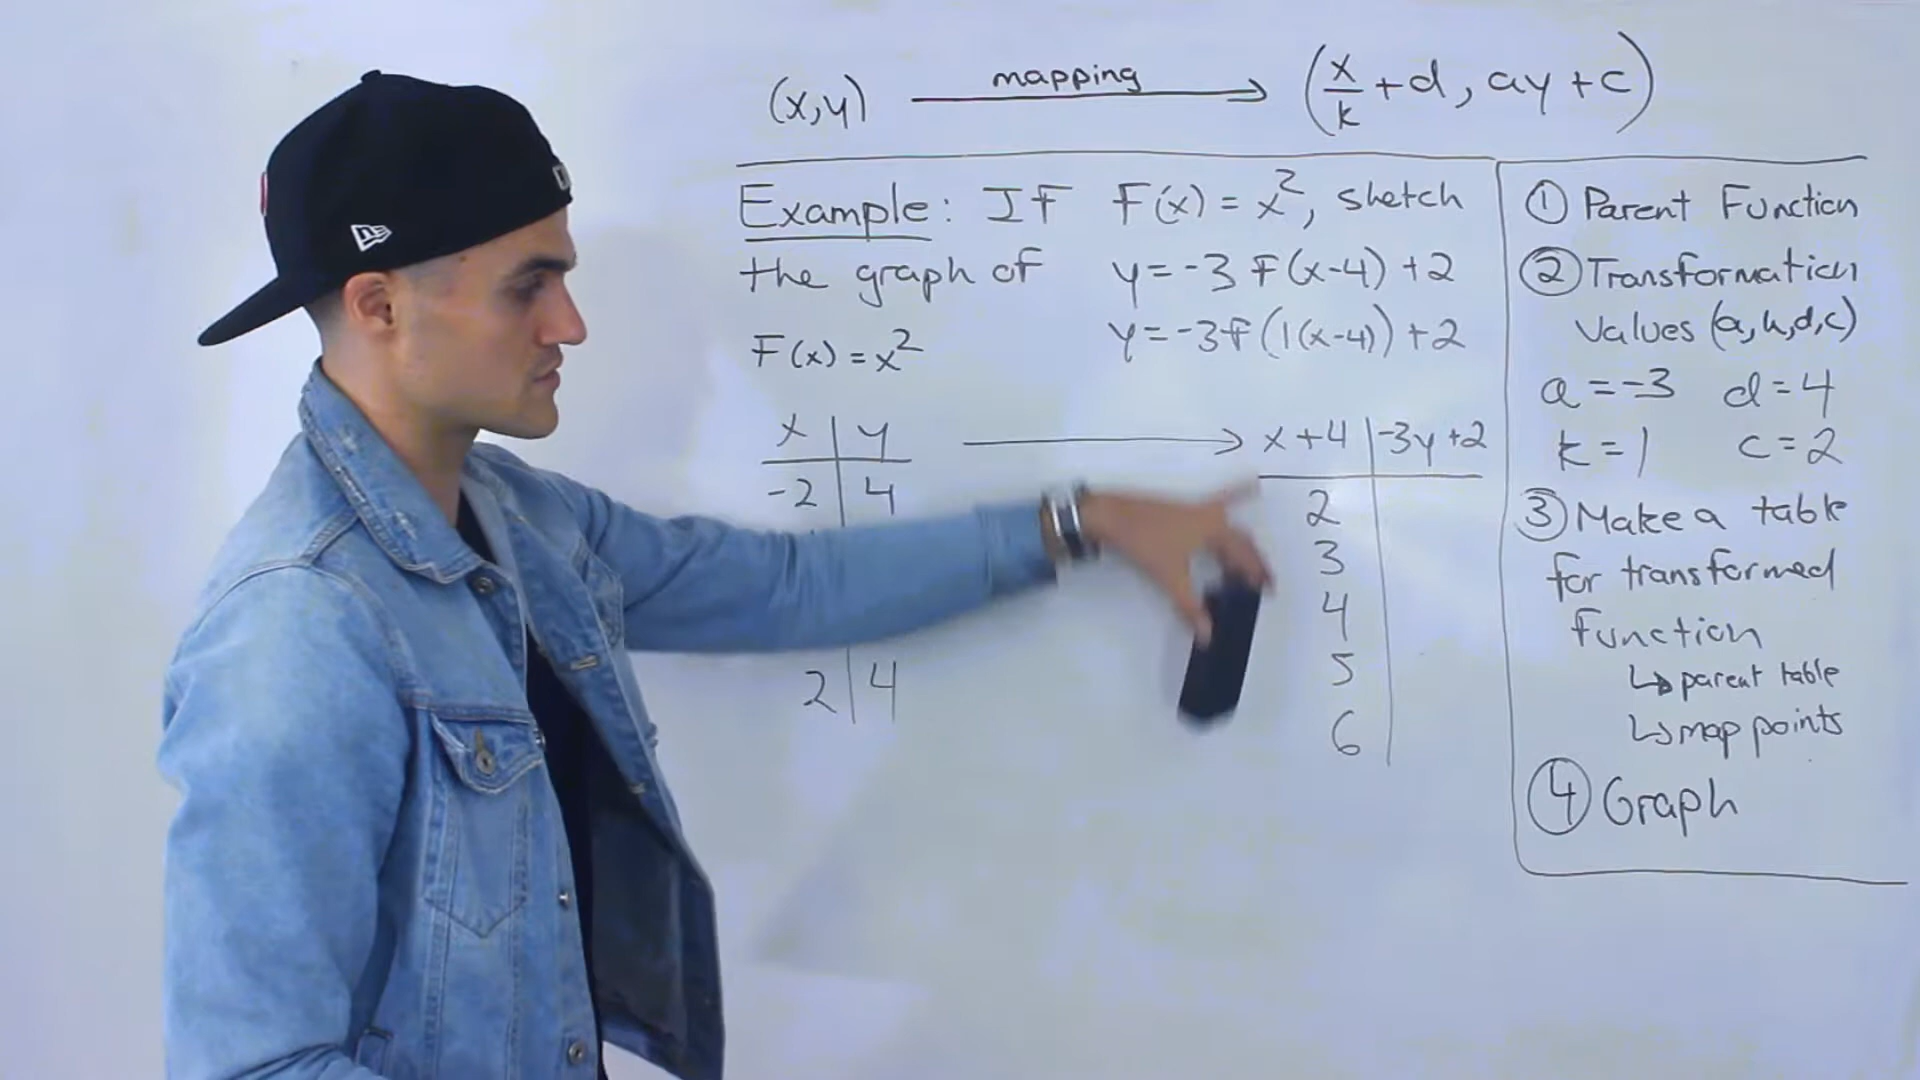 (x,y) mapping → (x/k + d, ay + c)
Example: If F(x) = x², sketch
the graph of y = -3F(x-4) + 2
y = -3F(1(x-4)) + 2
F(x) = x²
x | y → x+4 | -3y+2
-2 | 4
2 | 4
2
3
4
5
6
① Parent Function
② Transformation
Values (a,k,d,c)
a = -3 d = 4
k = 1 c = 2
③ Make a table
for transformed
function
↳ parent table
↳ map points
④ Graph